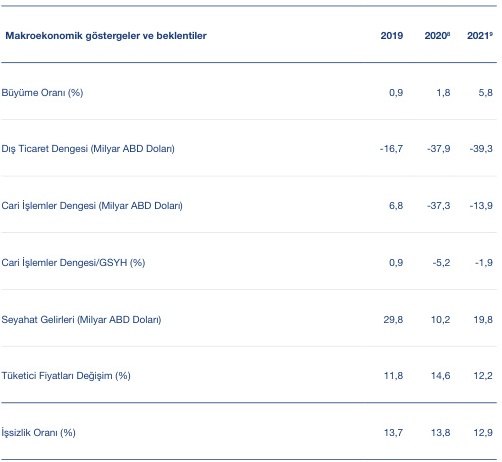 Makroekonomik göstergeler ve beklentiler 2019 2020⁸ 2021⁹
Büyüme Oranı (%) 0,9 1,8 5,8
Dış Ticaret Dengesi (Milyar ABD Doları) -16,7 -37,9 -39,3
Cari İşlemler Dengesi (Milyar ABD Doları) 6,8 -37,3 -13,9
Cari İşlemler Dengesi/GSYH (%) 0,9 -5,2 -1,9
Seyahat Gelirleri (Milyar ABD Doları) 29,8 10,2 19,8
Tüketici Fiyatları Değişim (%) 11,8 14,6 12,2
İşsizlik Oranı (%) 13,7 13,8 12,9